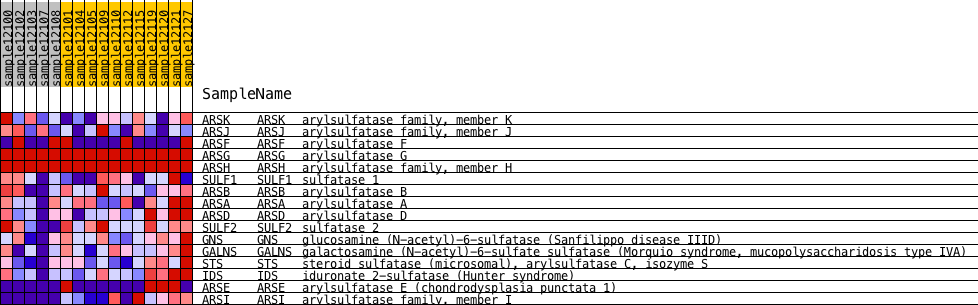 sample12100
sample12102
sample12103
sample12107
sample12108
sample12101
sample12104
sample12105
sample12109
sample12110
sample12112
sample12115
sample12119
sample12120
sample12121
sample12127
SampleName
ARSK ARSK arylsulfatase family, member K
ARSJ ARSJ arylsulfatase family, member J
ARSF ARSF arylsulfatase F
ARSG ARSG arylsulfatase G
ARSH ARSH arylsulfatase family, member H
SULF1 SULF1 sulfatase 1
ARSB ARSB arylsulfatase B
ARSA ARSA arylsulfatase A
ARSD ARSD arylsulfatase D
SULF2 SULF2 sulfatase 2
GNS GNS glucosamine (N-acetyl)-6-sulfatase (Sanfilippo disease IIID)
GALNS GALNS galactosamine (N-acetyl)-6-sulfate sulfatase (Morquio syndrome, mucopolysaccharidosis type IVA)
STS STS steroid sulfatase (microsomal), arylsulfatase C, isozyme S
IDS IDS iduronate 2-sulfatase (Hunter syndrome)
ARSE ARSE arylsulfatase E (chondrodysplasia punctata 1)
ARSI ARSI arylsulfatase family, member I